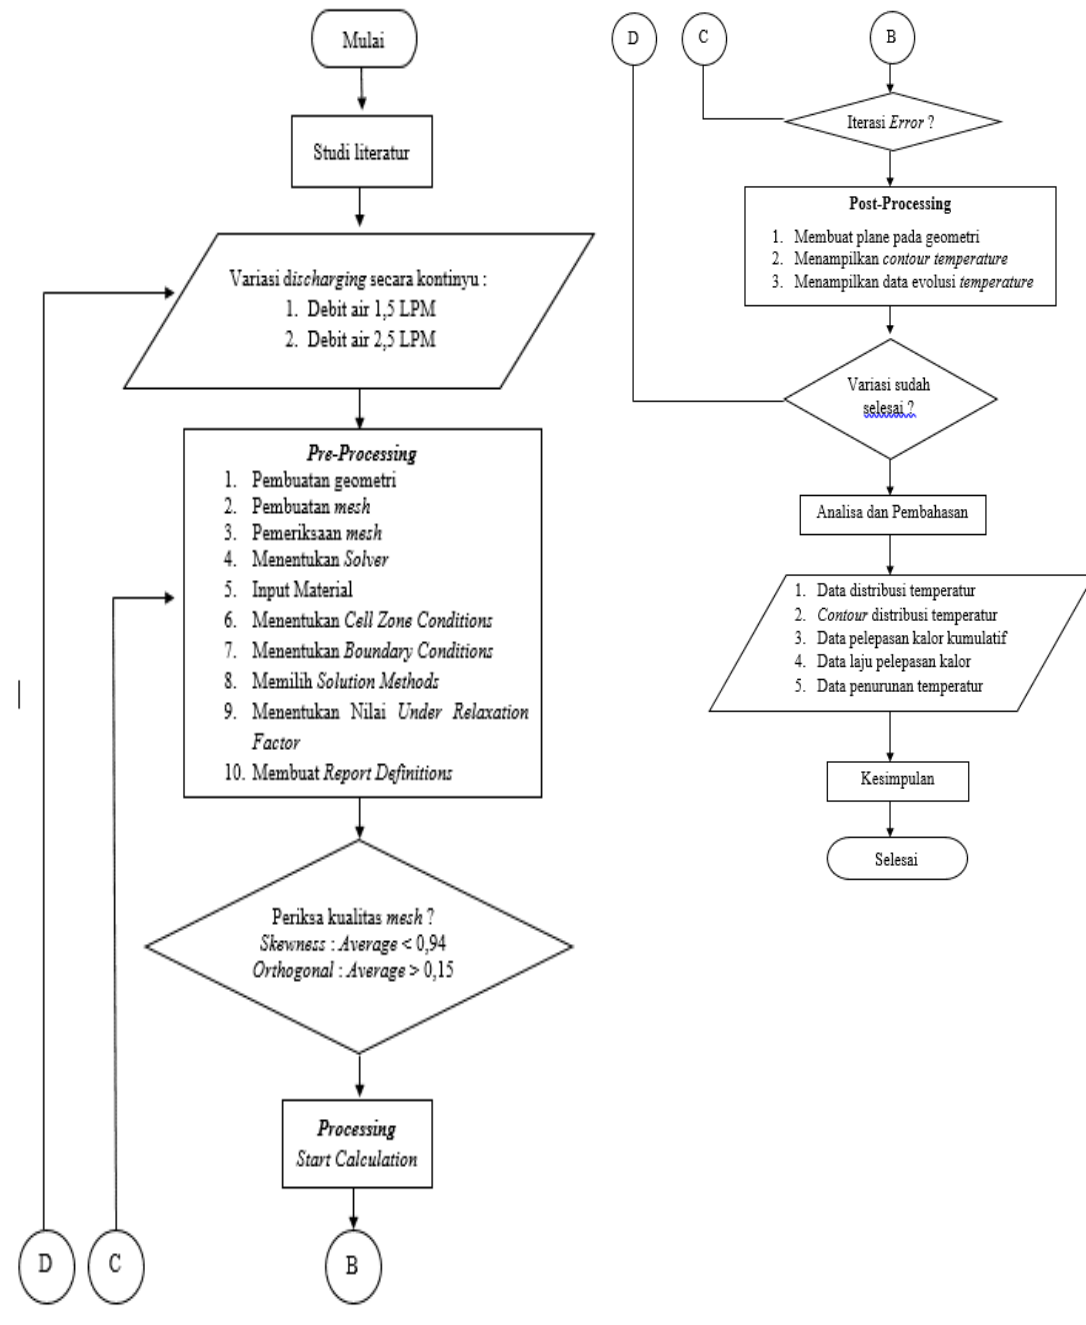 Mulai
Studi literatur
Variasi discharging secara kontinyu :
1. Debit air 1,5 LPM
2. Debit air 2,5 LPM
Pre-Processing
1. Pembuatan geometri
2. Pembuatan mesh
3. Pemeriksaan mesh
4. Menentukan Solver
5. Input Material
6. Menentukan Cell Zone Conditions
7. Menentukan Boundary Conditions
8. Memilih Solution Methods
9. Menentukan Nilai Under Relaxation
Factor
10. Membuat Report Definitions
Periksa kualitas mesh ?
Skewness : Average < 0,94
Orthogonal : Average > 0,15
Processing
Start Calculation
D
C
B
D
C
B
Iterasi Error ?
Post-Processing
1. Membuat plane pada geometri
2. Menampilkan contour temperature
3. Menampilkan data evolusi temperature
Variasi sudah
selesai ?
Analisa dan Pembahasan
1. Data distribusi temperatur
2. Contour distribusi temperatur
3. Data pelepasan kalor kumulatif
4. Data laju pelepasan kalor
5. Data penurunan temperatur
Kesimpulan
Selesai